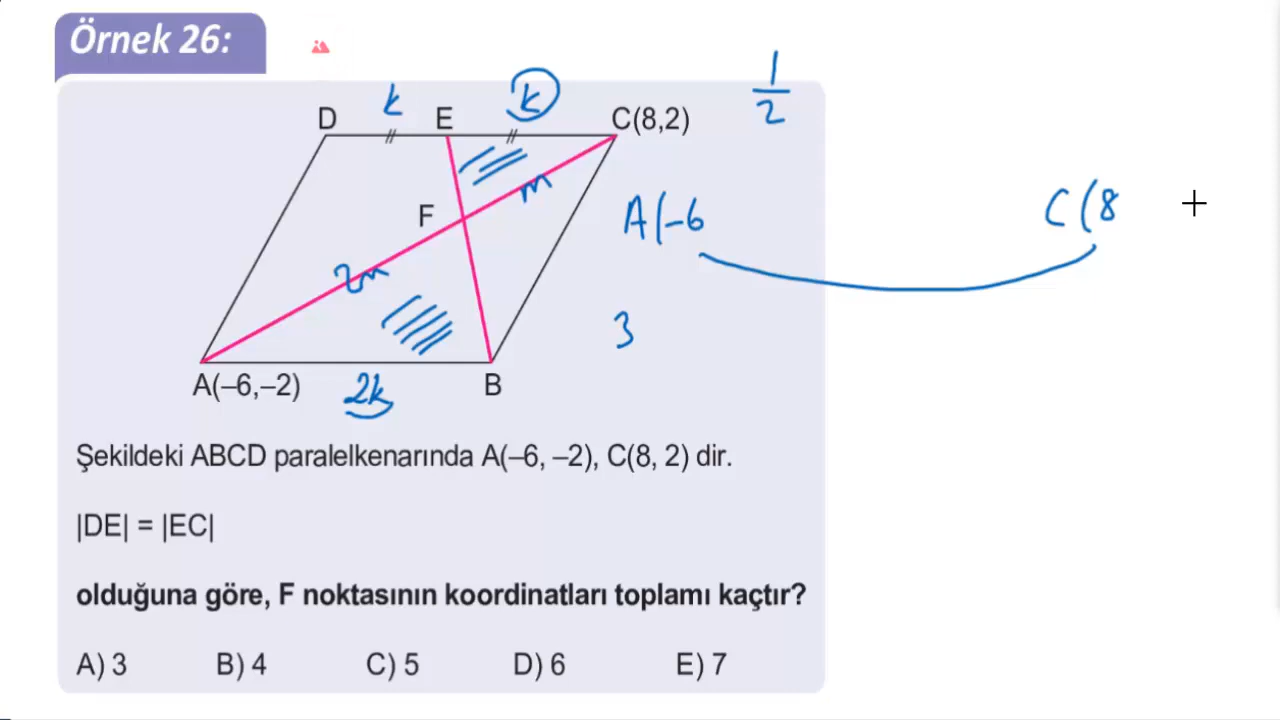 Örnek 26:
k k 1/2
D E C(8,2)
m
F A(-6 C(8
2m
3
A(–6,–2) 2k B
Şekildeki ABCD paralelkenarında A(–6, –2), C(8, 2) dir.
|DE| = |EC|
olduğuna göre, F noktasının koordinatları toplamı kaçtır?
A) 3 B) 4 C) 5 D) 6 E) 7